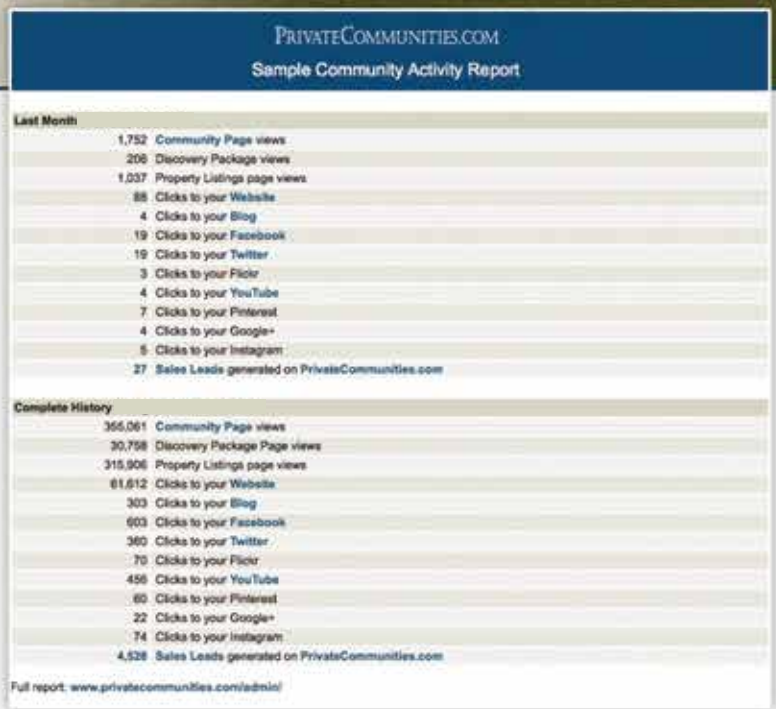 PRIVATECOMMUNITIES.COM
Sample Community Activity Report
Last Month
1,752 Community Page views
206 Discovery Package views
1,037 Property Listings page views
88 Clicks to your Website
4 Clicks to your Blog
19 Clicks to your Facebook
19 Clicks to your Twitter
3 Clicks to your Flickr
4 Clicks to your YouTube
7 Clicks to your Pinterest
4 Clicks to your Google+
5 Clicks to your Instagram
27 Sales Leads generated on PrivateCommunities.com
Complete History
355,061 Community Page views
30,758 Discovery Package Page views
315,906 Property Listings page views
61,612 Clicks to your Website
303 Clicks to your Blog
603 Clicks to your Facebook
360 Clicks to your Twitter
70 Clicks to your Flickr
456 Clicks to your YouTube
60 Clicks to your Pinterest
22 Clicks to your Google+
74 Clicks to your Instagram
4,528 Sales Leads generated on PrivateCommunities.com
Full report: www.privatecommunities.com/admin/